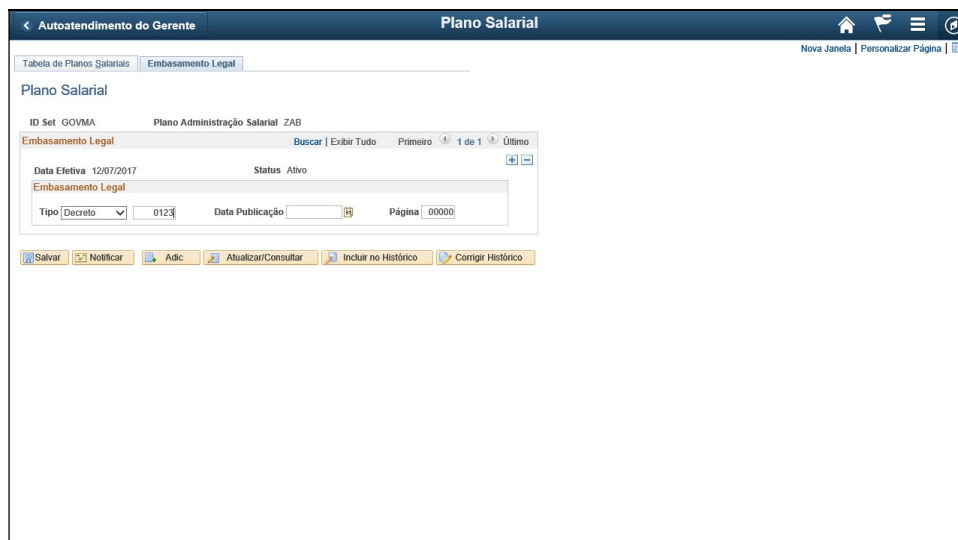 Autoatendimento do Gerente Plano Salarial
Nova Janela | Personalizar Página |
Tabela de Planos Salariais Embasamento Legal
Plano Salarial
ID Set GOVMA Plano Administração Salarial ZAB
Embasamento Legal Buscar | Exibir Tudo Primeiro 1 de 1 Último
Data Efetiva 12/07/2017 Status Ativo
Embasamento Legal
Tipo Decreto 0123 Data Publicação Página 00000
Salvar Notificar Adic Atualizar/Consultar Incluir no Histórico Corrigir Histórico